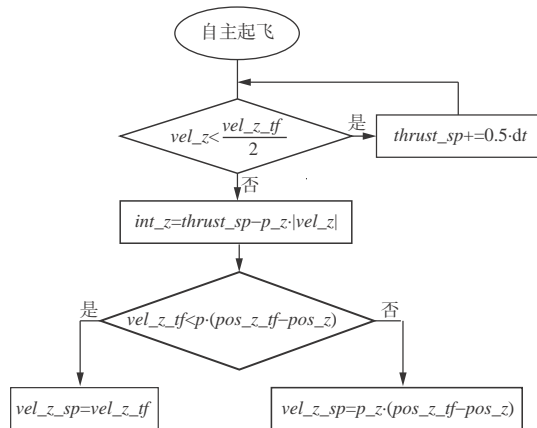 自主起飞
vel_z<vel_z_tf/2
是
thrust_sp+=0.5·dt
否
int_z=thrust_sp−p_z·|vel_z|
是
vel_z_tf<p·(pos_z_tf−pos_z)
否
vel_z_sp=vel_z_tf
vel_z_sp=p_z·(pos_z_tf−pos_z)